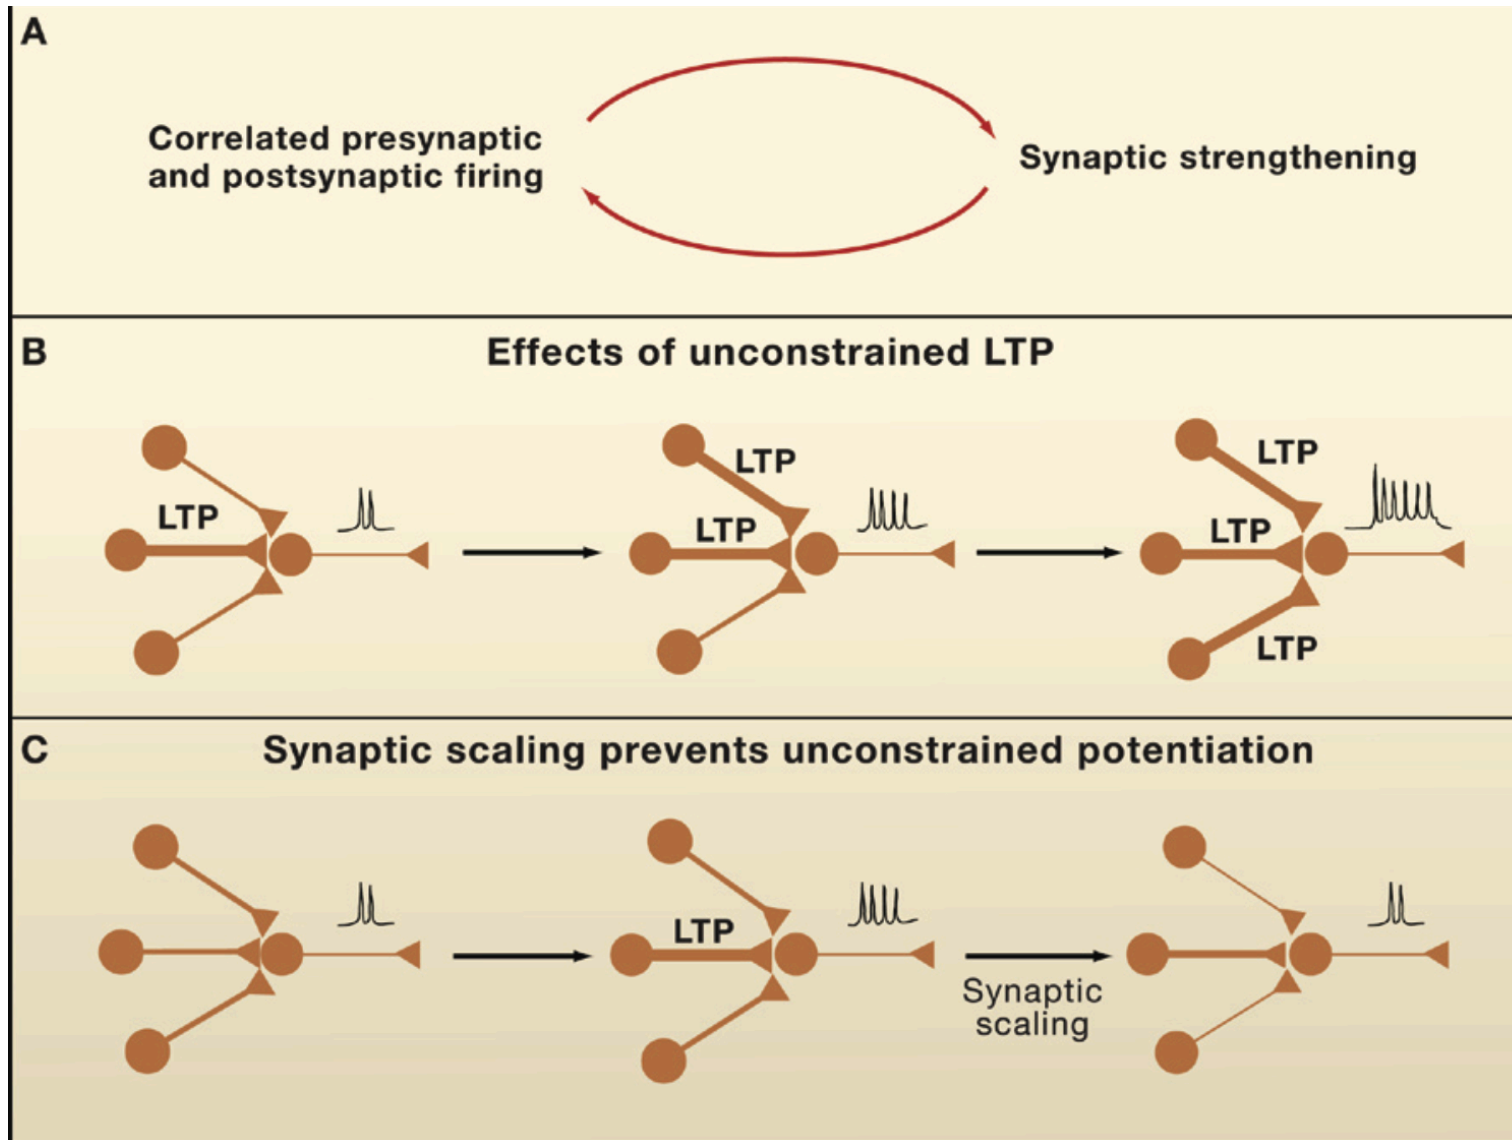 A
Correlated presynaptic
and postsynaptic firing
Synaptic strengthening
B
Effects of unconstrained LTP
LTP
LTP
LTP
LTP
LTP
LTP
C
Synaptic scaling prevents unconstrained potentiation
LTP
Synaptic
scaling